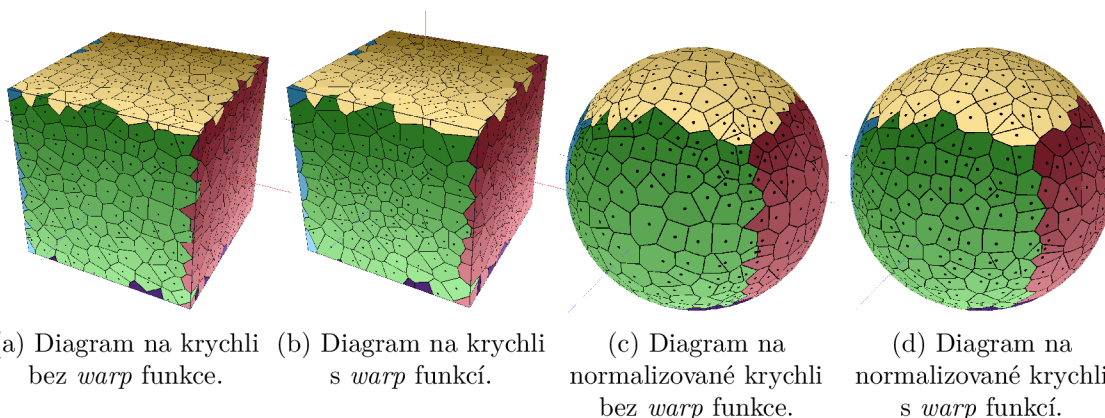 a) Diagram na krychli
bez warp funkce.
(b) Diagram na krychli
s warp funkcí.
(c) Diagram na
normalizované krychli
bez warp funkce.
(d) Diagram na
normalizované krychli
s warp funkcí.